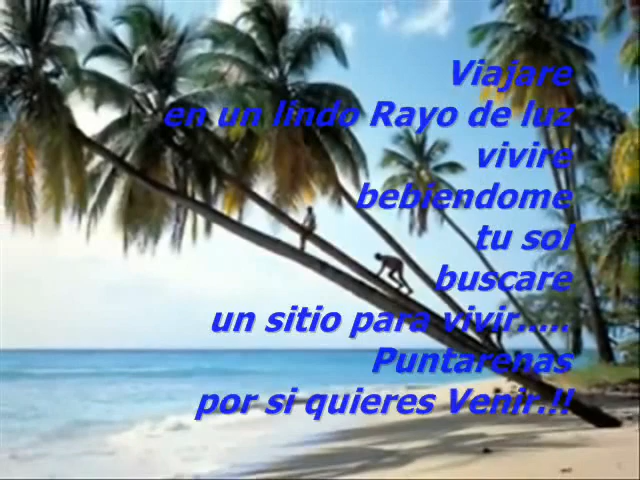 Viajare
en un lindo Rayo de luz
vivire
bebiendome
tu sol
buscare
un sitio para vivir.....
Puntarenas
por si quieres Venir.!!